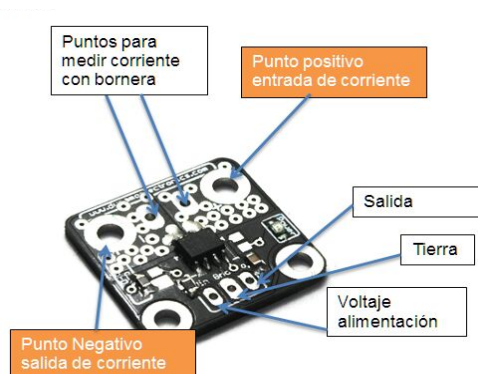 Puntos para
medir corriente
con bornera
Punto positivo
entrada de corriente
Salida
Tierra
Voltaje
alimentación
Punto Negativo
salida de corriente